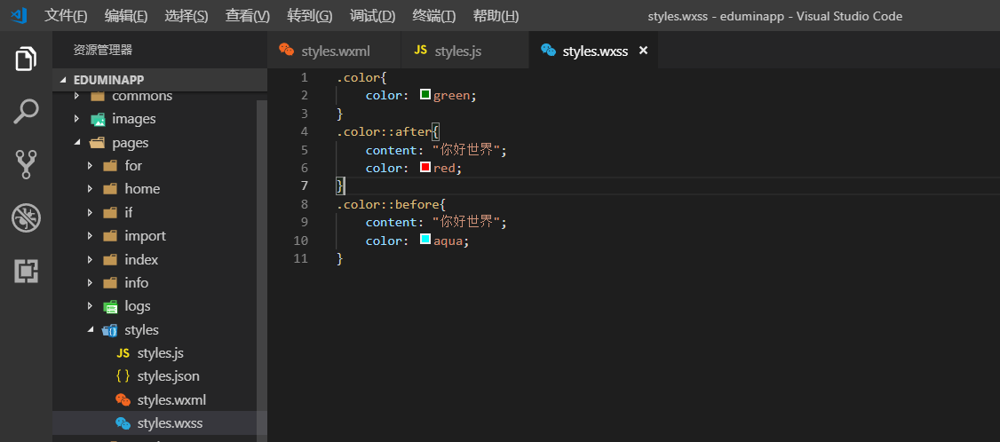 文件(F) 编辑(E) 选择(S) 查看(V) 转到(G) 调试(D) 终端(T) 帮助(H) styles.wxss - eduminapp - Visual Studio Code
资源管理器
EDUMINAPP
commons
images
pages
for
home
if
import
index
info
logs
styles
JS styles.js
{ } styles.json
styles.wxml
styles.wxss
styles.wxml JS styles.js styles.wxss ×
1 .color{
2 color: green;
3 }
4 .color::after{
5 content: "你好世界";
6 color: red;
7 }
8 .color::before{
9 content: "你好世界";
10 color: aqua;
11 }